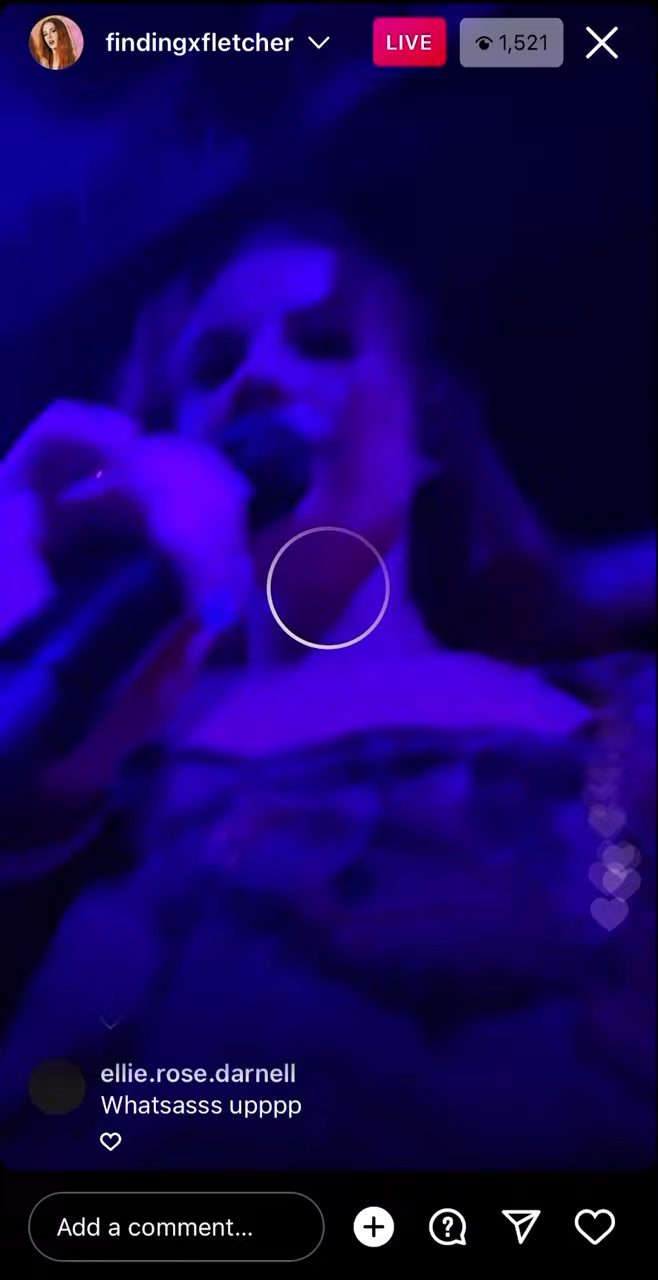 findingxfletcher
LIVE
1,521
ellie.rose.darnell
Whatsasss upppp
Add a comment...